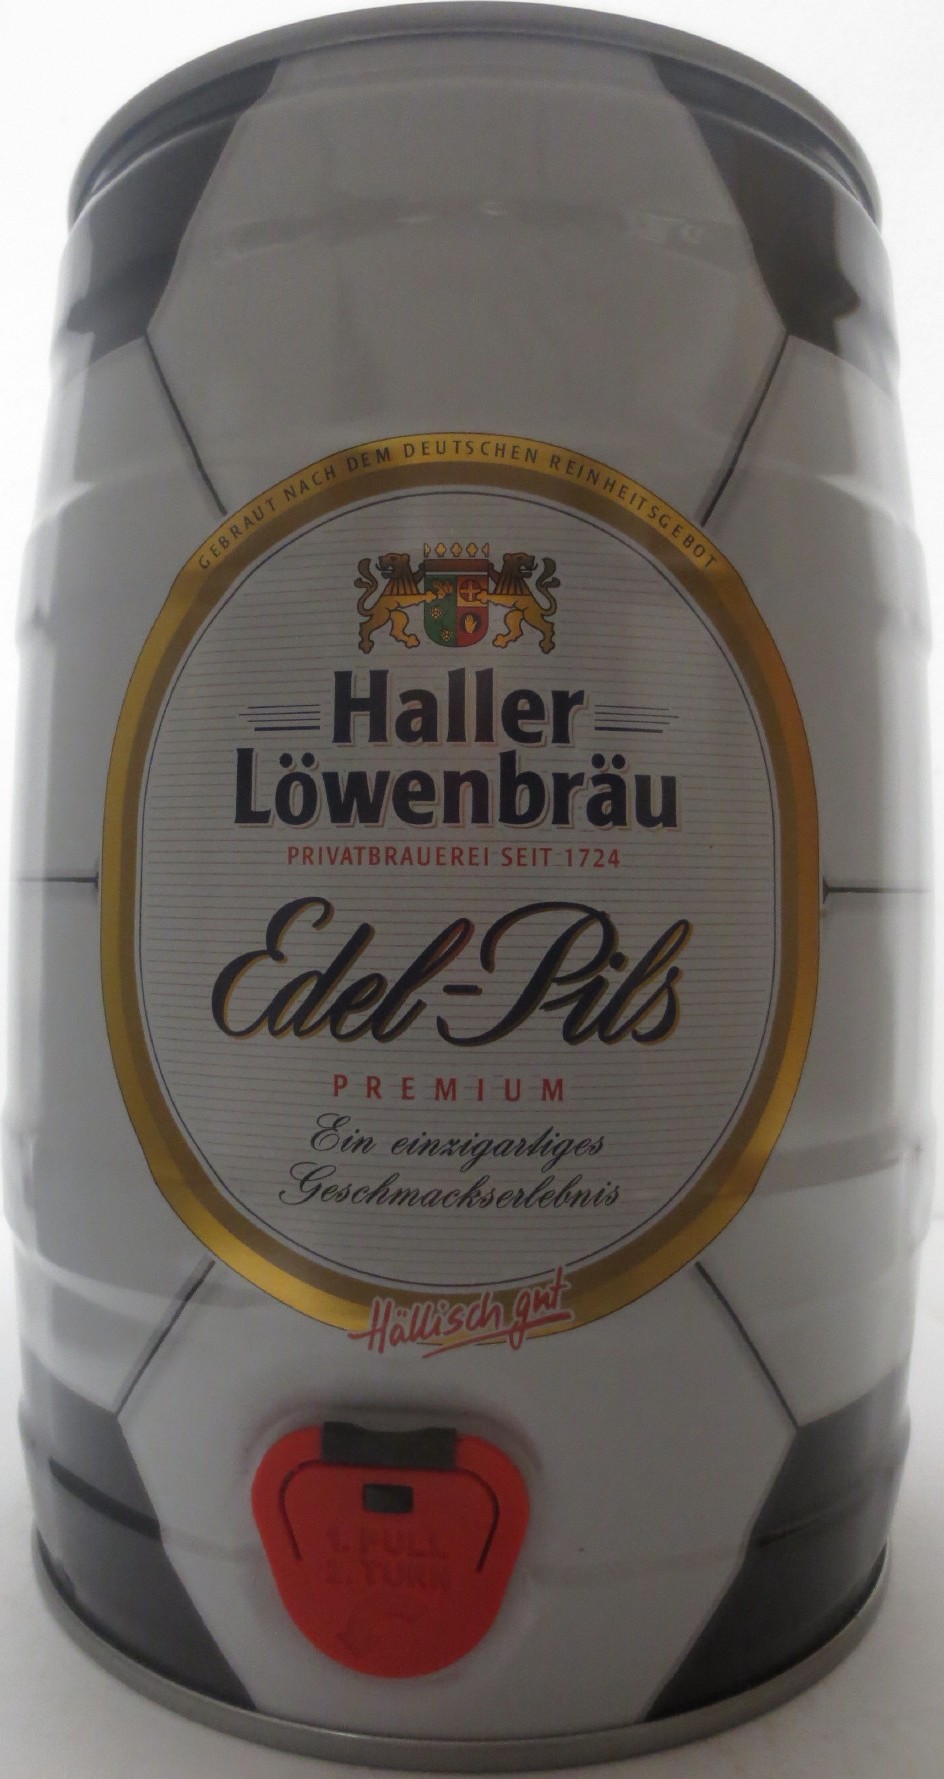 GEBRAUT NACH DEM DEUTSCHEN REINHEITSGEBOT
Haller
Löwenbräu
PRIVATBRAUEREI SEIT 1724
Edel-Pils
PREMIUM
Ein einzigartiges
Geschmackserlebnis
Hällisch gut
1. PULL
2. TURN